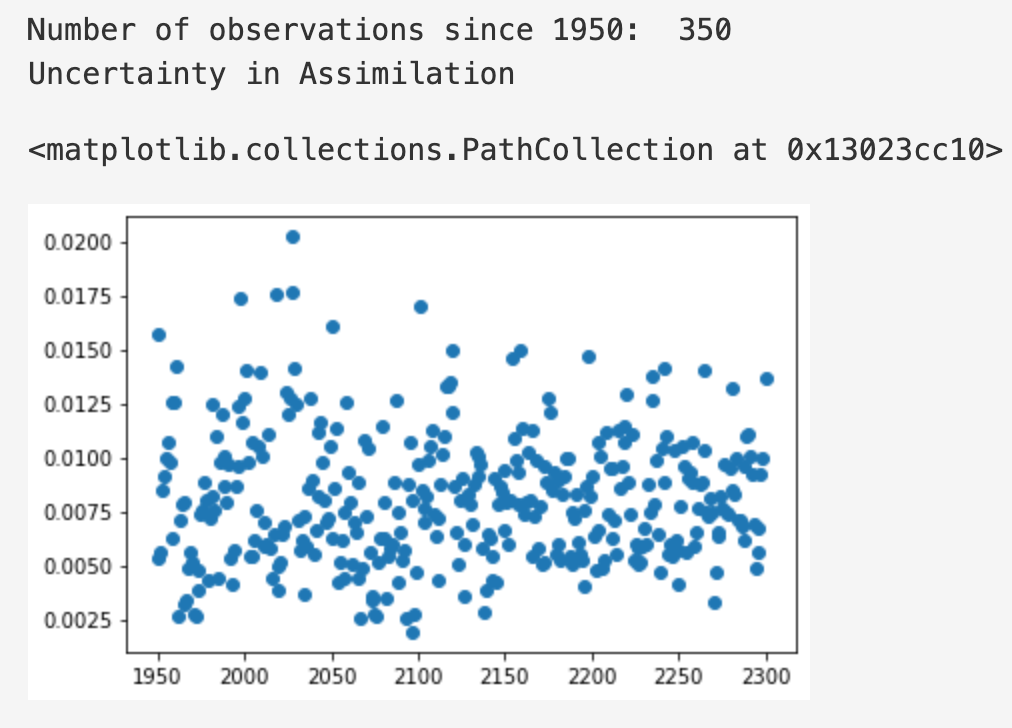 Number of observations since 1950:  350
Uncertainty in Assimilation
<matplotlib.collections.PathCollection at 0x13023cc10>
0.0200
0.0175
0.0150
0.0125
0.0100
0.0075
0.0050
0.0025
1950 2000 2050 2100 2150 2200 2250 2300